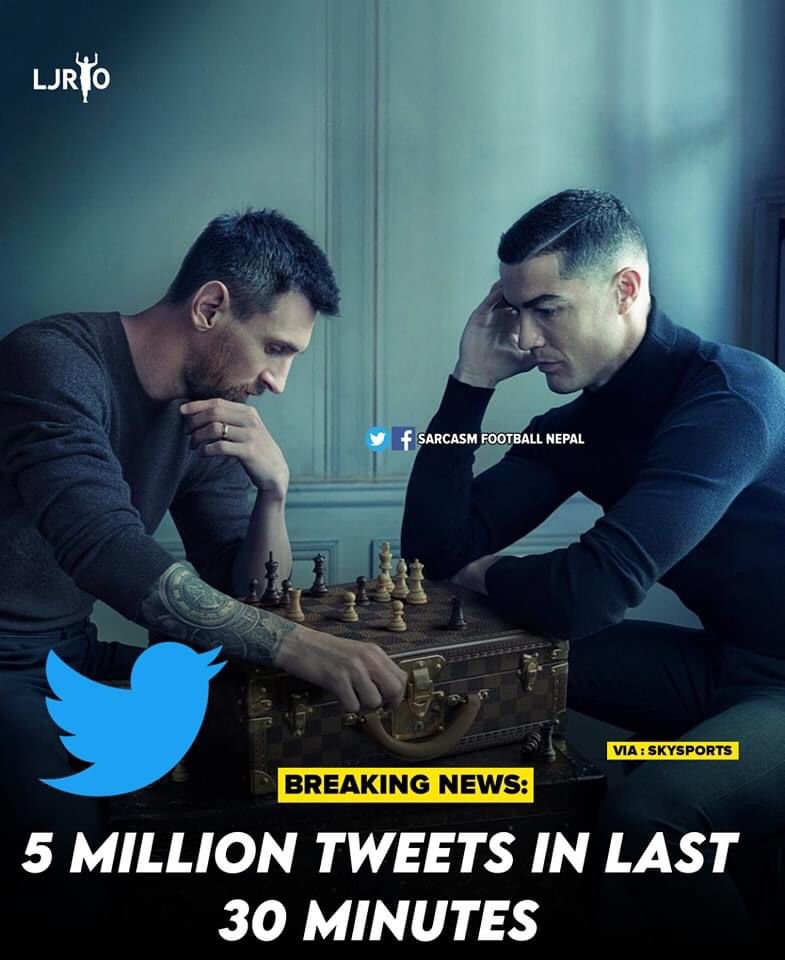 LJRO
SARCASM FOOTBALL NEPAL
VIA : SKYSPORTS
BREAKING NEWS:
5 MILLION TWEETS IN LAST
30 MINUTES